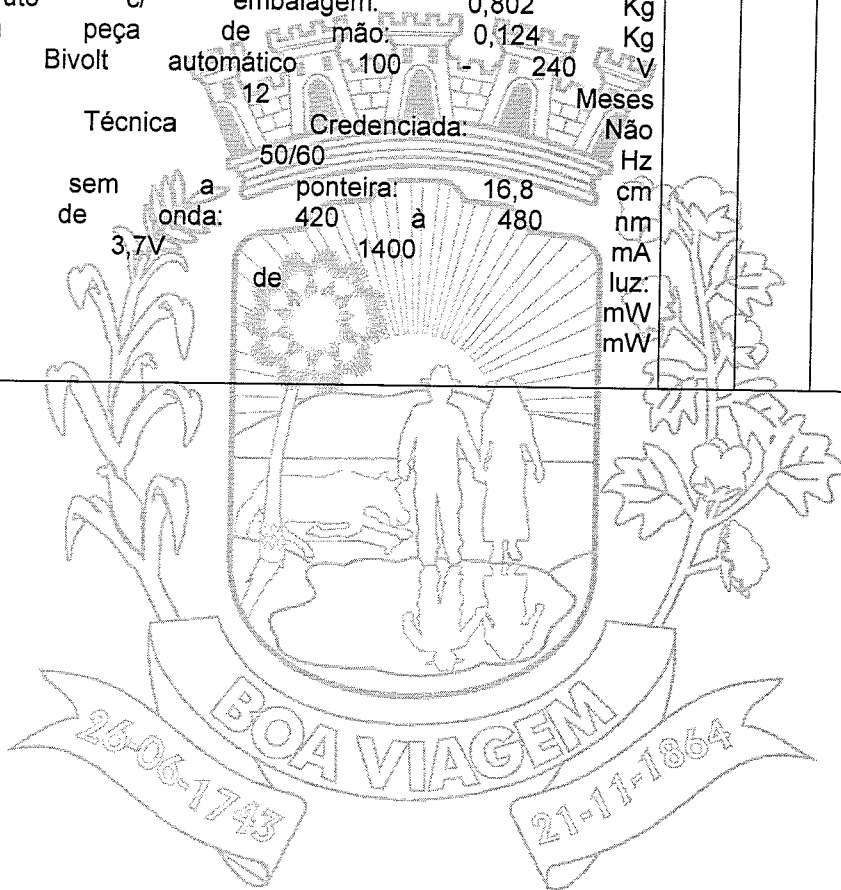 c/ embalagem: 0,802 Kg
peça de mão: 0,124 Kg
Bivolt automático 100 - 240 V
12 Meses
Técnica Credenciada: Não
50/60 Hz
sem a ponteira: 16,8 cm
de onda: 420 à 480 nm
3,7V 1400 mA
de luz:
mW
mW
BOA VIAGEM
26-06-1743
21-11-1864